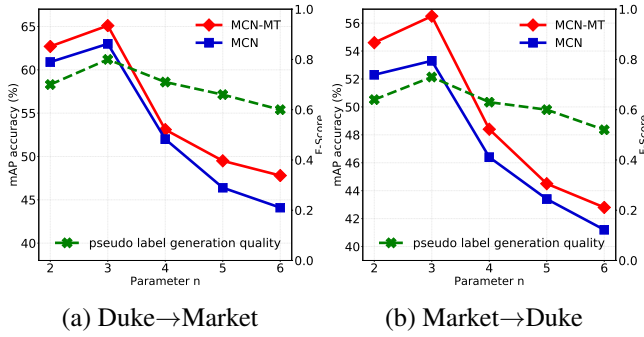 65
60
55
50
45
40
mAP accuracy (%)
MCN-MT
MCN
pseudo label generation quality
1.0
0.8
0.6
0.4
0.2
0.0
F-Score
2 3 4 5 6
Parameter n
(a) Duke→Market
56
54
52
50
48
46
44
42
40
mAP accuracy (%)
MCN-MT
MCN
pseudo label generation quality
1.0
0.8
0.6
0.4
0.2
0.0
F-Score
2 3 4 5 6
Parameter n
(b) Market→Duke